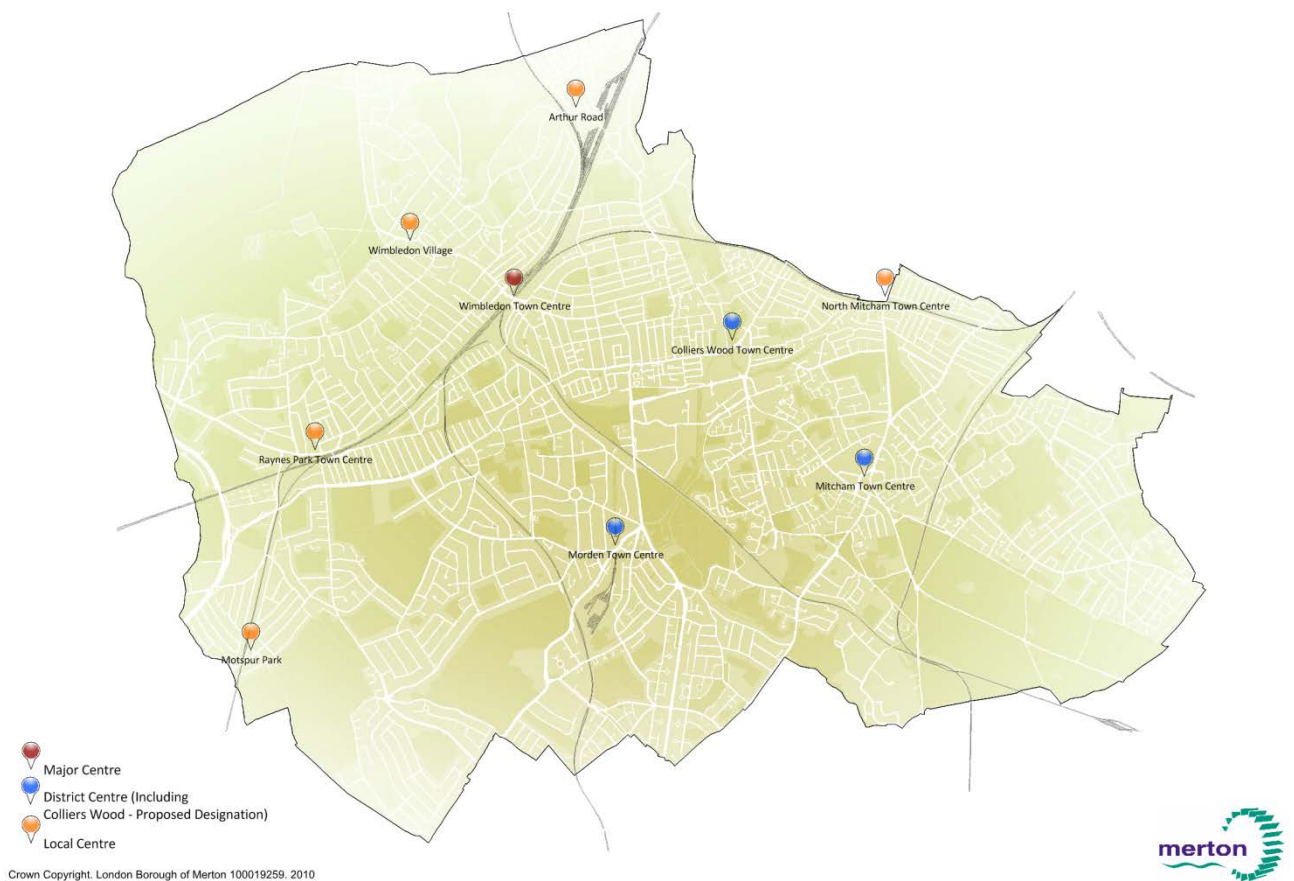 Arthur Road
Wimbledon Village
Wimbledon Town Centre
North Mitcham Town Centre
Colliers Wood Town Centre
Raynes Park Town Centre
Mitcham Town Centre
Morden Town Centre
Motspur Park
Major Centre
District Centre (Including
Colliers Wood - Proposed Designation)
Local Centre
merton
Crown Copyright. London Borough of Merton 100019259. 2010